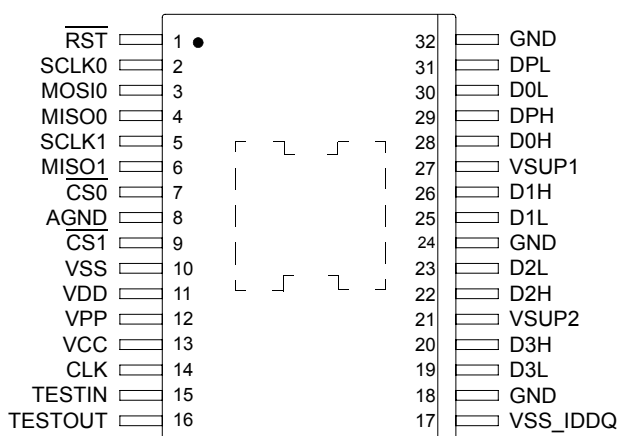 RST 1 32 GND
SCLK0 2 31 DPL
MOSI0 3 30 D0L
MISO0 4 29 DPH
SCLK1 5 28 D0H
MISO1 6 27 VSUP1
CS0 7 26 D1H
AGND 8 25 D1L
CS1 9 24 GND
VSS 10 23 D2L
VDD 11 22 D2H
VPP 12 21 VSUP2
VCC 13 20 D3H
CLK 14 19 D3L
TESTIN 15 18 GND
TESTOUT 16 17 VSS_IDDQ